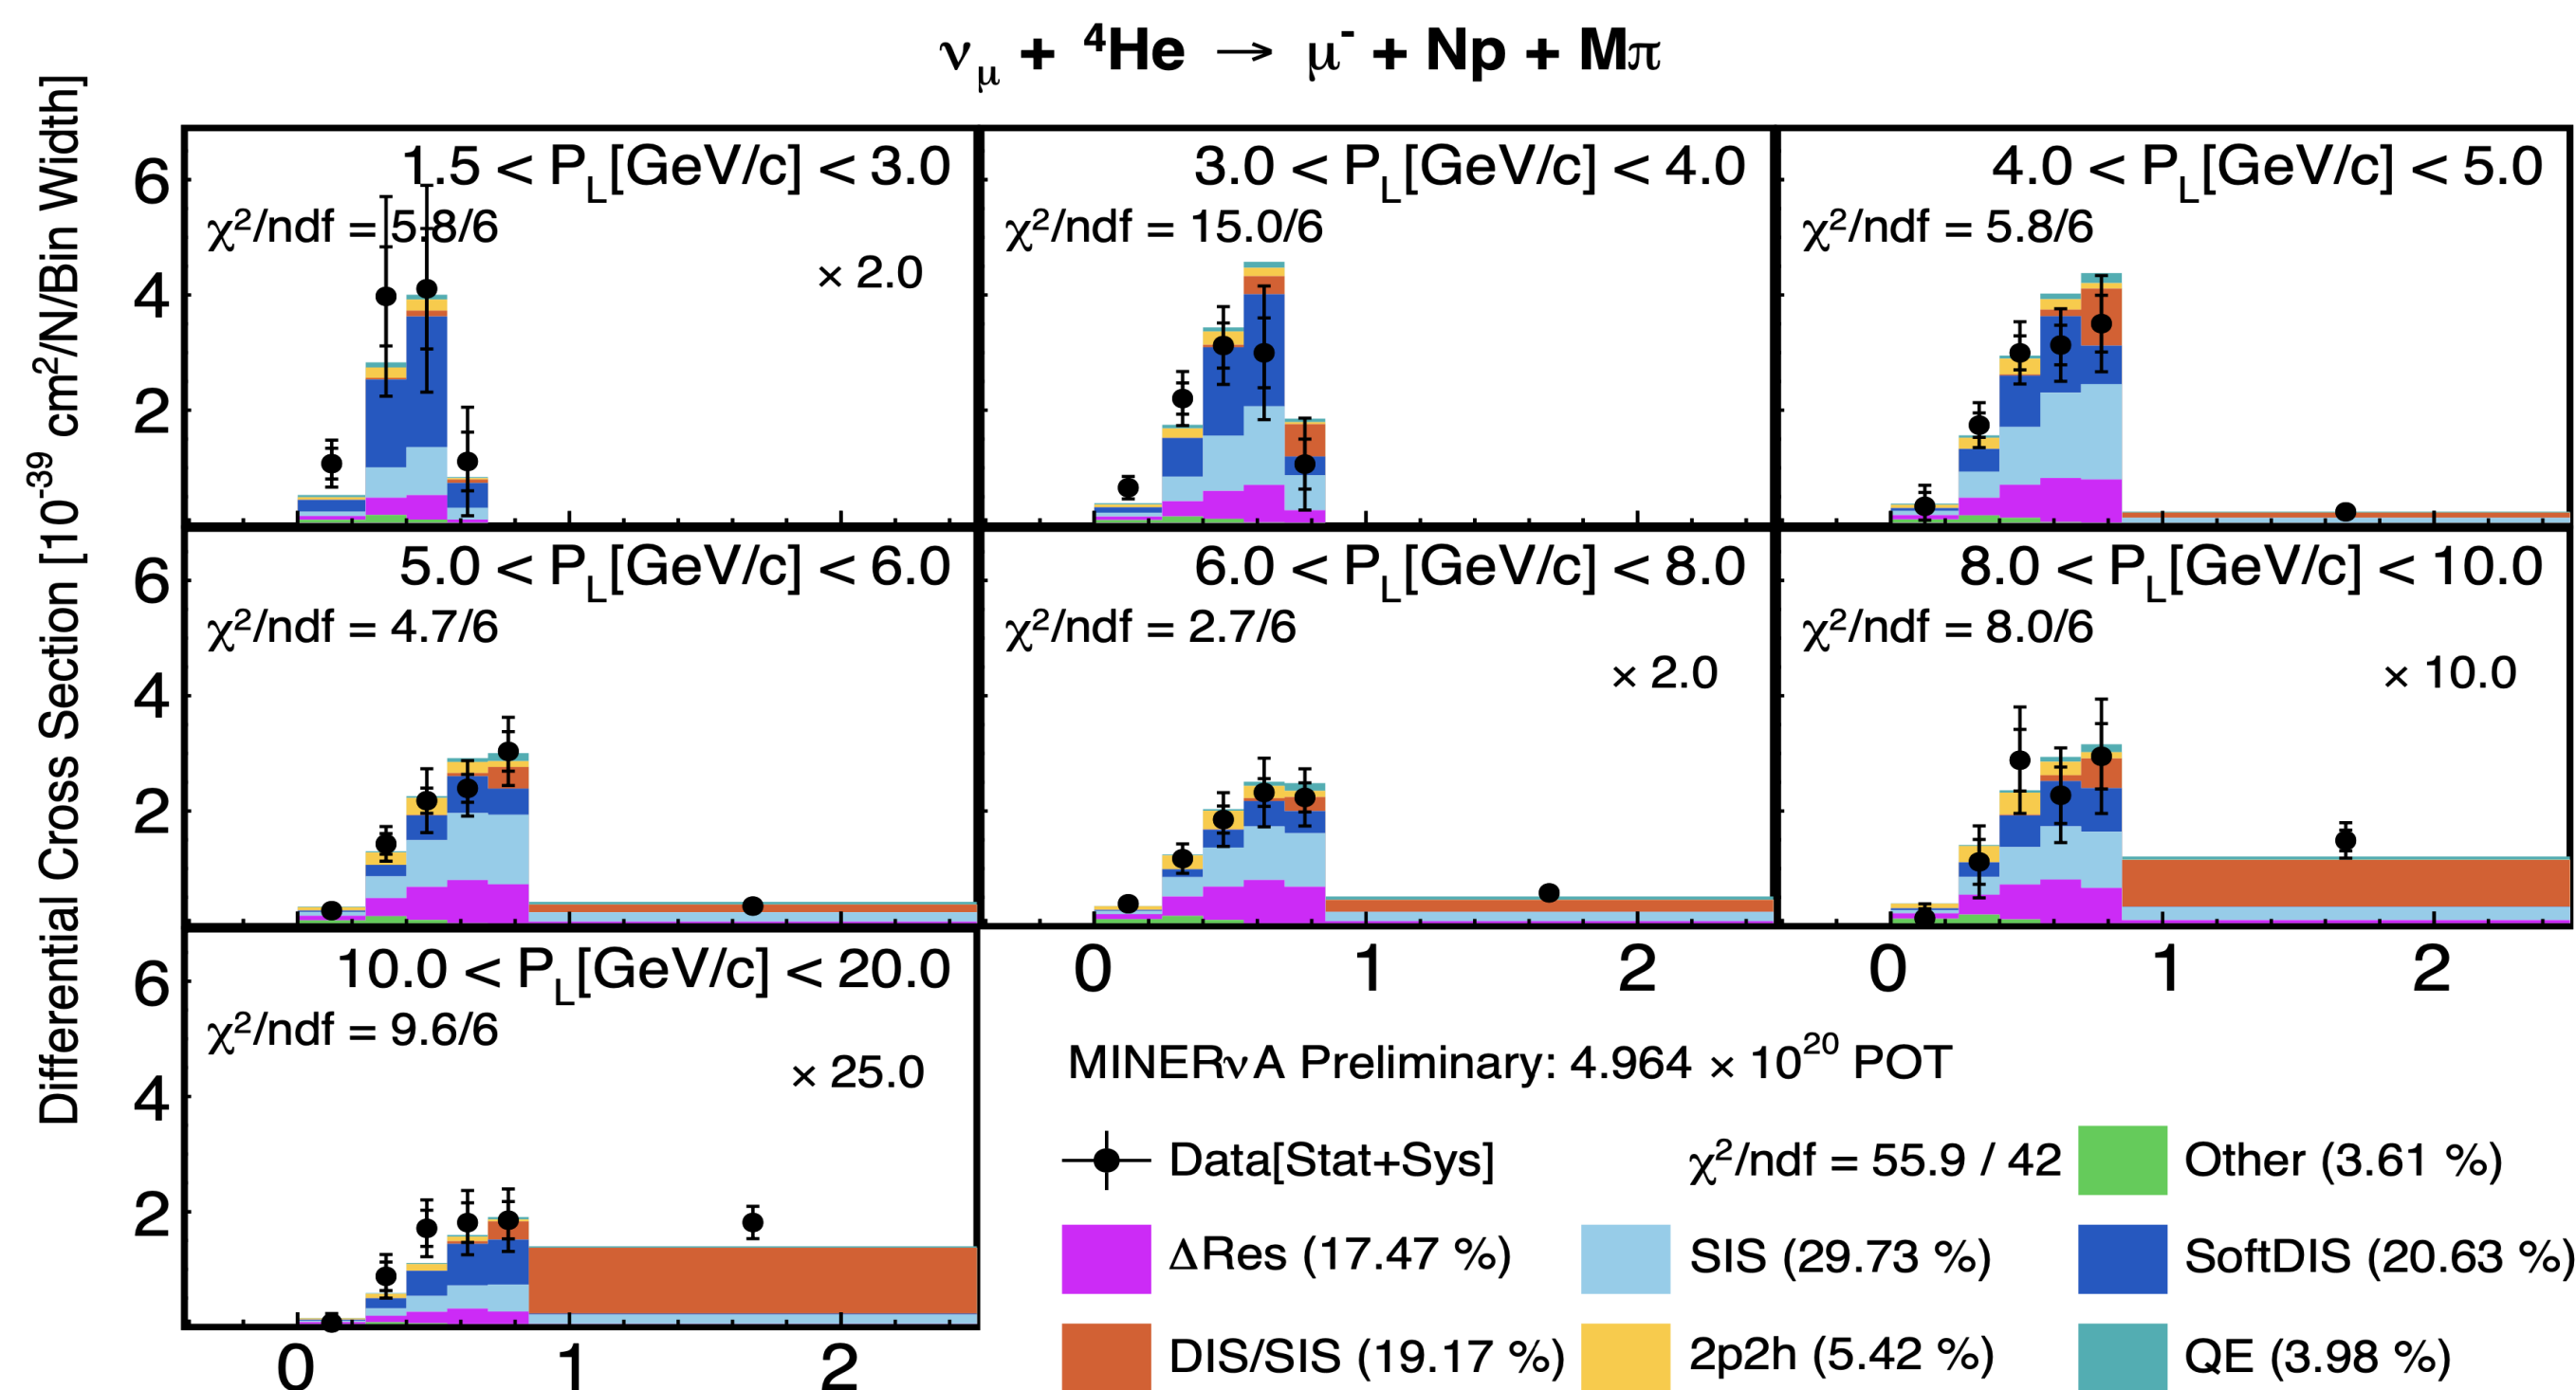 νμ + ⁴He → μ⁻ + Np + Mπ
Differential Cross Section [10⁻³⁹ cm²/N/Bin Width]
1.5 < P_L[GeV/c] < 3.0
χ²/ndf = 5.8/6
× 2.0
3.0 < P_L[GeV/c] < 4.0
χ²/ndf = 15.0/6
4.0 < P_L[GeV/c] < 5.0
χ²/ndf = 5.8/6
6
4
2
5.0 < P_L[GeV/c] < 6.0
χ²/ndf = 4.7/6
6.0 < P_L[GeV/c] < 8.0
χ²/ndf = 2.7/6
× 2.0
8.0 < P_L[GeV/c] < 10.0
χ²/ndf = 8.0/6
× 10.0
6
4
2
0 1 2
0 1 2
10.0 < P_L[GeV/c] < 20.0
χ²/ndf = 9.6/6
× 25.0
6
4
2
0 1 2
MINERνA Preliminary: 4.964 × 10²⁰ POT
Data[Stat+Sys]
χ²/ndf = 55.9 / 42
Other (3.61 %)
ΔRes (17.47 %)
SIS (29.73 %)
SoftDIS (20.63 %)
DIS/SIS (19.17 %)
2p2h (5.42 %)
QE (3.98 %)